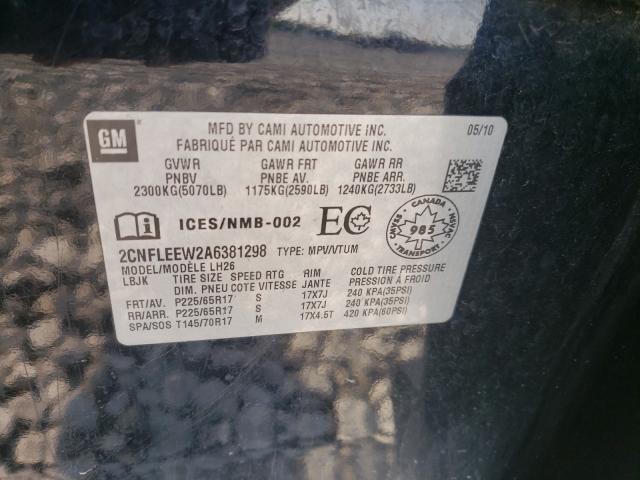 GM
MFD BY CAMI AUTOMOTIVE INC. 05/10
FABRIQUÉ PAR CAMI AUTOMOTIVE INC.
GVWR GAWR FRT GAWR RR
PNBV PNBE AV. PNBE ARR.
2300KG(5070LB) 1175KG(2590LB) 1240KG(2733LB)
ICES/NMB-002 EC
CANADA
985
TRANSPORT
CMVSS NSVAC
2CNFLEEW2A6381298 TYPE: MPV/VTUM
MODEL/MODÈLE LH26
LBJK TIRE SIZE SPEED RTG RIM COLD TIRE PRESSURE
DIM. PNEU COTE VITESSE JANTE PRESSION À FROID
FRT/AV. P225/65R17 S 17X7J 240 KPA(35PSI)
RR/ARR. P225/65R17 S 17X7J 240 KPA(35PSI)
SPA/SOS T145/70R17 M 17X4.5T 420 KPA(60PSI)